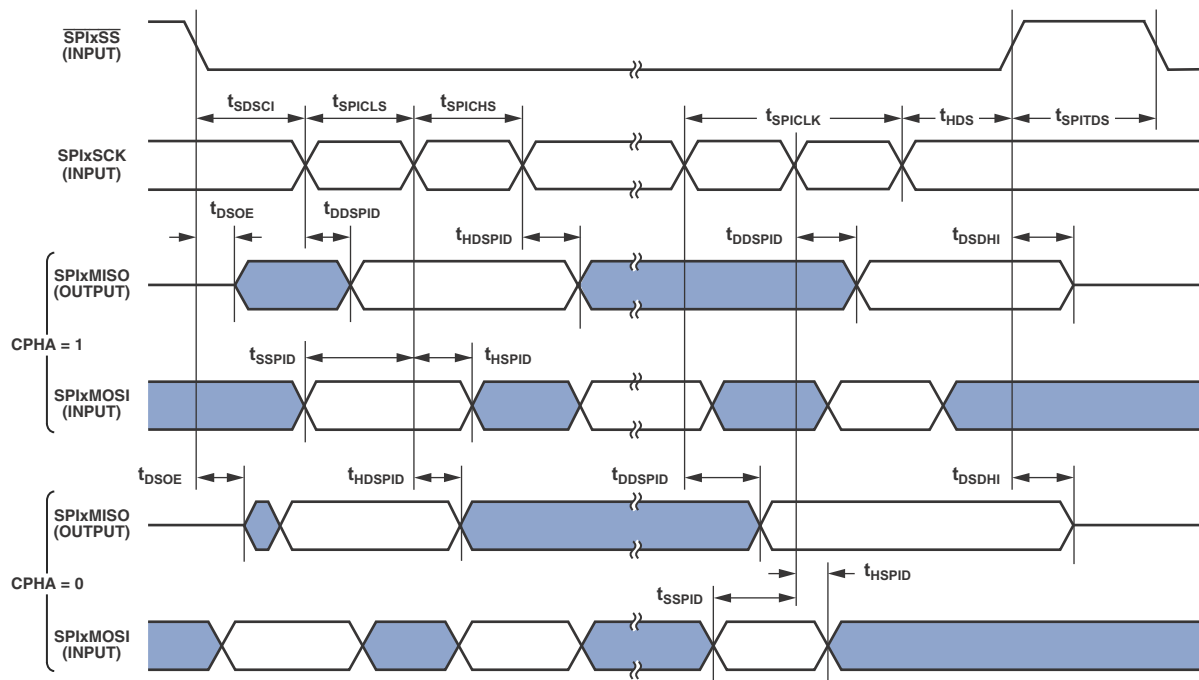 SPIxSS
(INPUT)
tSDSCI
tSPICLS
tSPICHS
tSPICLK
tHDS
tSPITDS
SPIxSCK
(INPUT)
tDSOE
tDDSPID
tHDSPID
tDDSPID
tDSDHI
SPIxMISO
(OUTPUT)
CPHA = 1
tSSPID
tHSPID
SPIxMOSI
(INPUT)
tDSOE
tHDSPID
tDDSPID
tDSDHI
SPIxMISO
(OUTPUT)
CPHA = 0
tSSPID
tHSPID
SPIxMOSI
(INPUT)